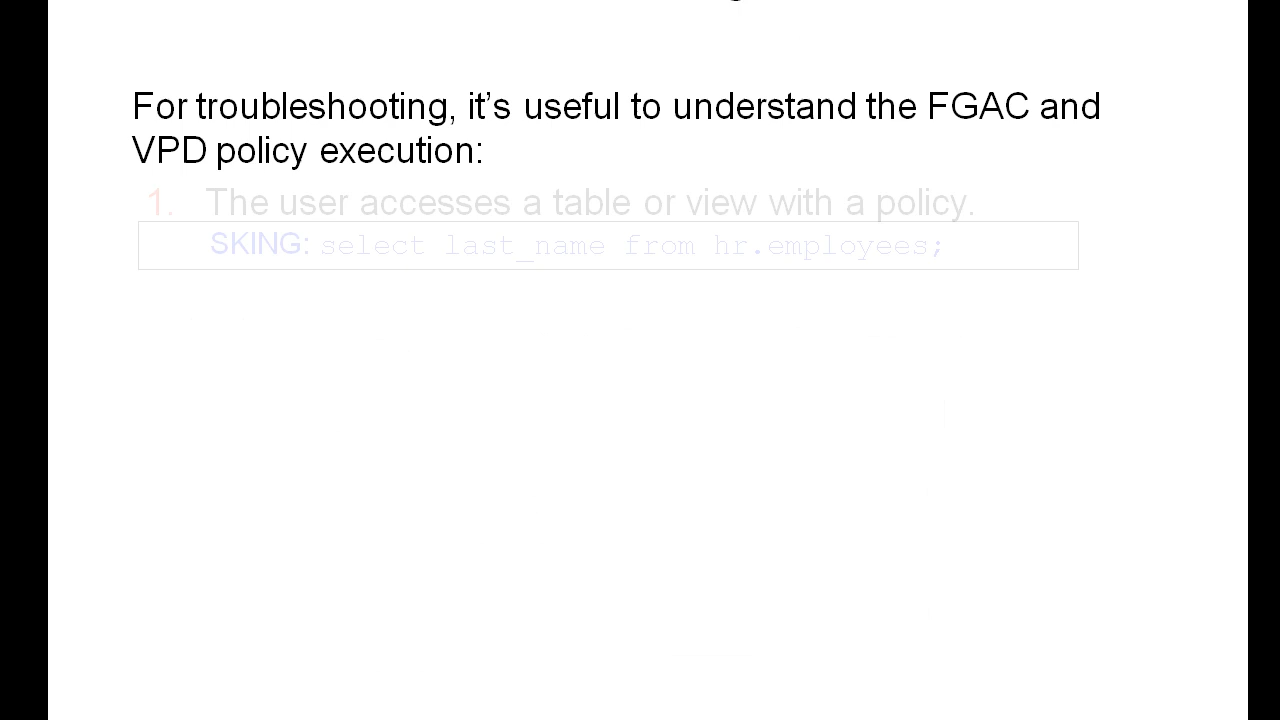 For troubleshooting, it’s useful to understand the FGAC and
VPD policy execution:
1. The user accesses a table or view with a policy.
SKING: select last_name from hr.employees;